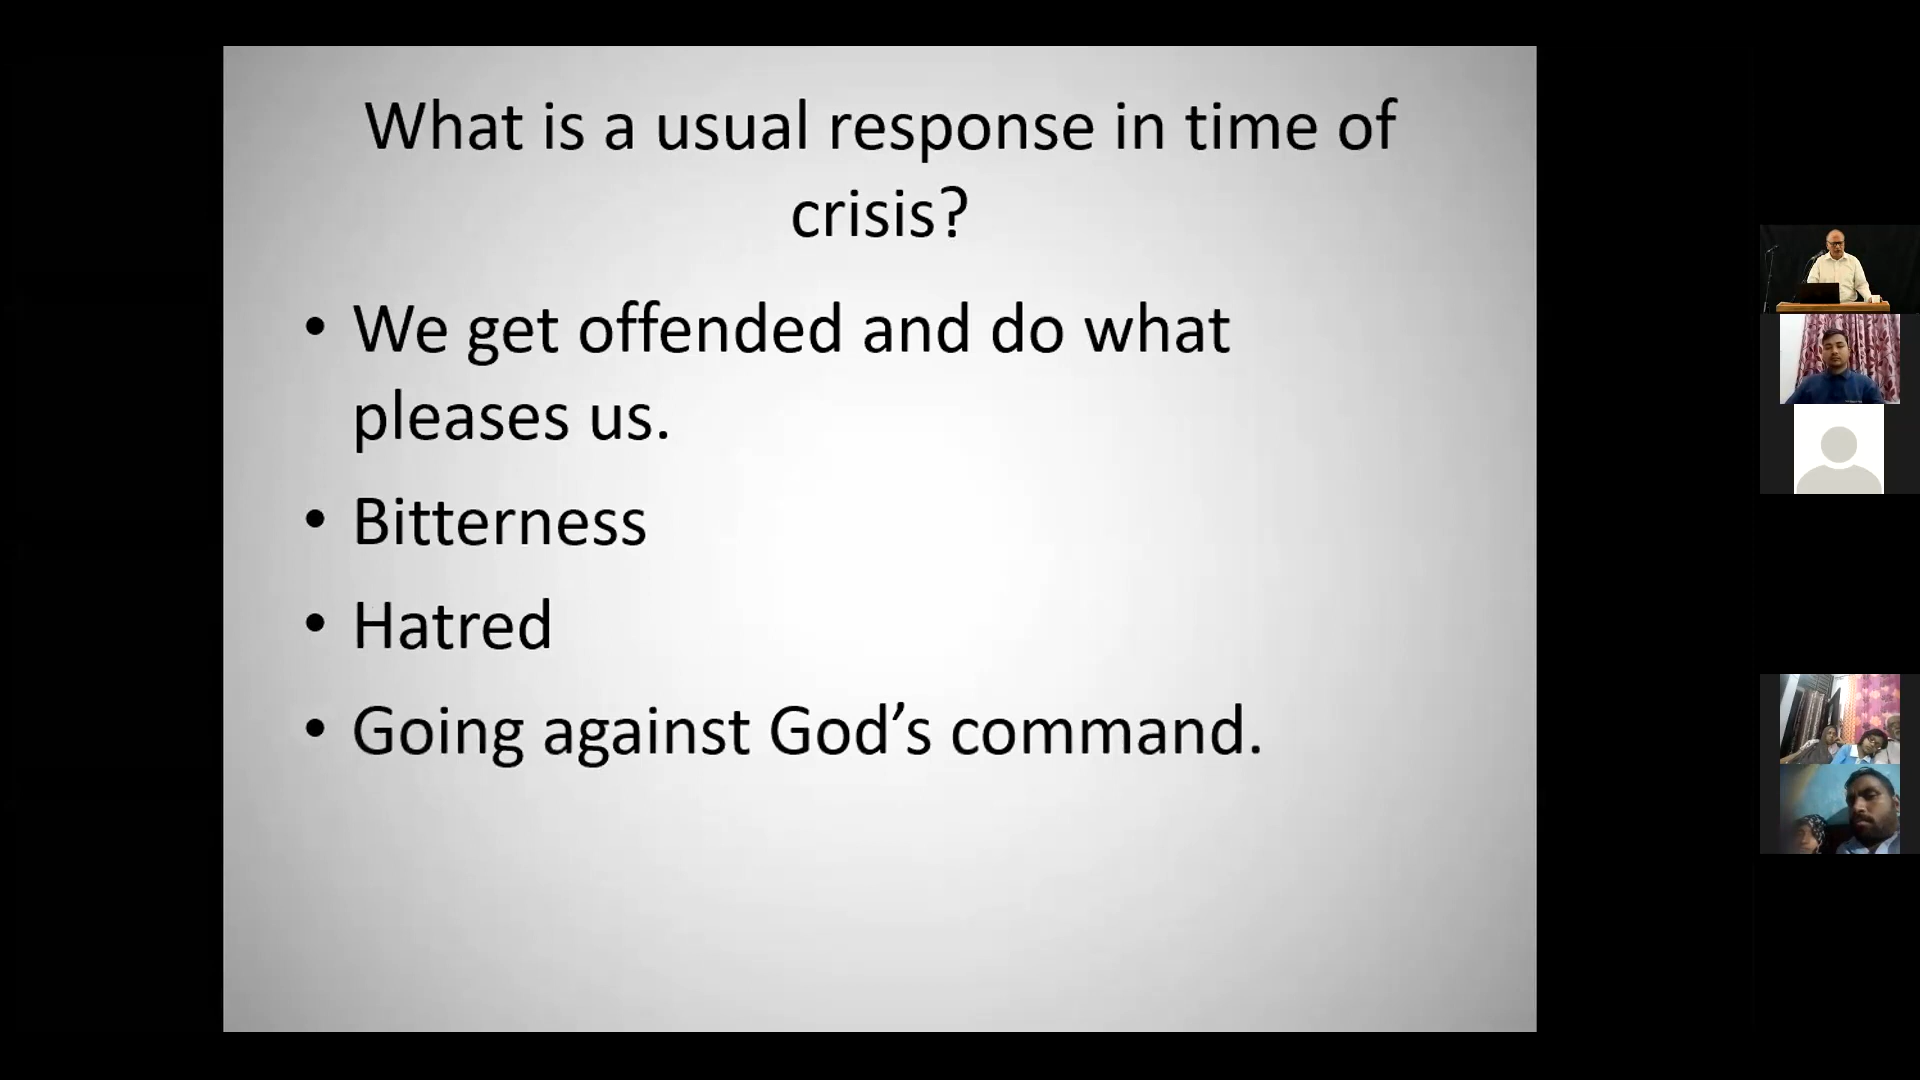 What is a usual response in time of
crisis?
• We get offended and do what
pleases us.
• Bitterness
• Hatred
• Going against God’s command.